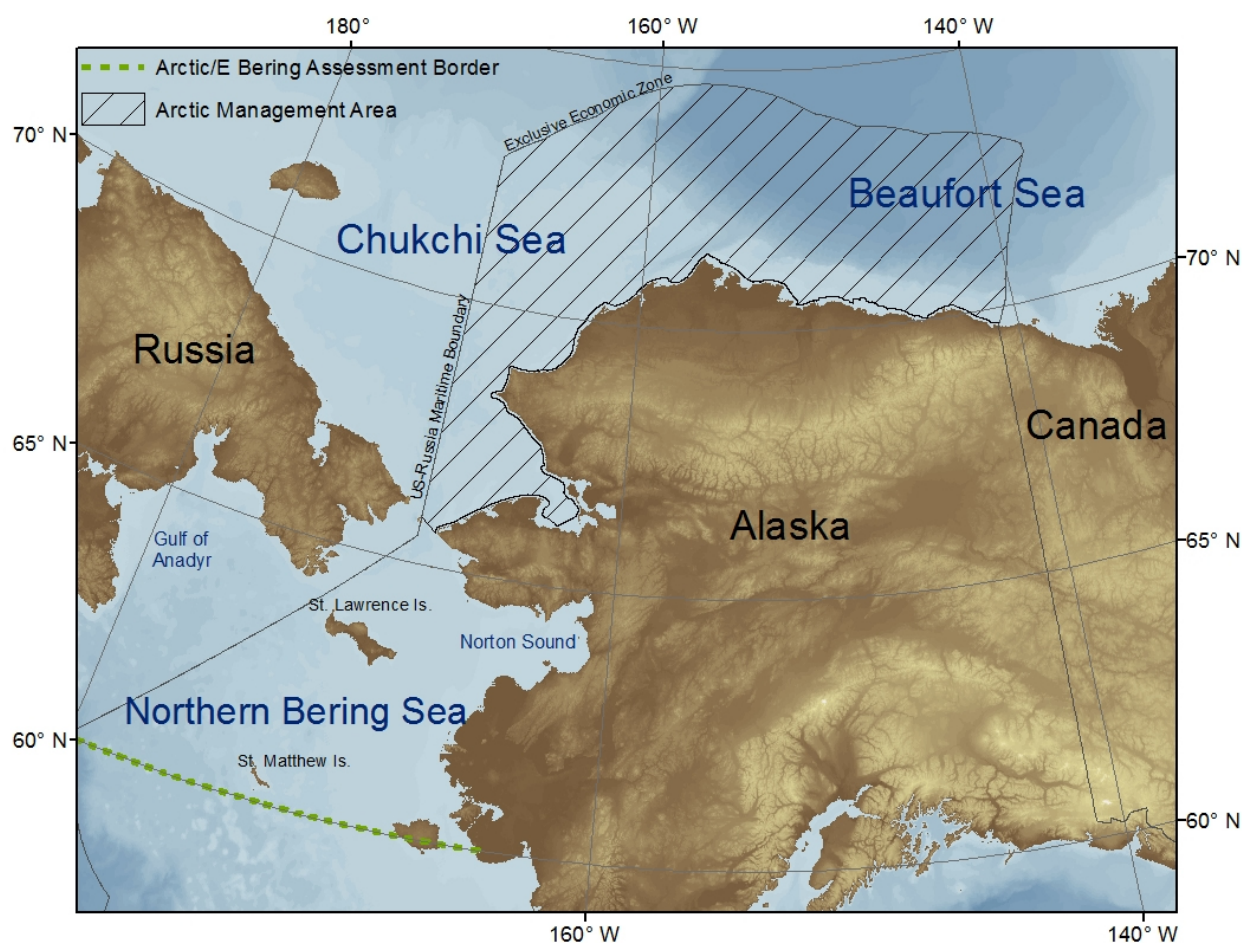 180°
160° W
140° W
Arctic/E Bering Assessment Border
Arctic Management Area
Exclusive Economic Zone
70° N
Beaufort Sea
Chukchi Sea
70° N
US-Russia Maritime Boundary
Russia
Canada
65° N
Alaska
Gulf of
Anadyr
65° N
St. Lawrence Is.
Norton Sound
Northern Bering Sea
60° N
St. Matthew Is.
60° N
160° W
140° W